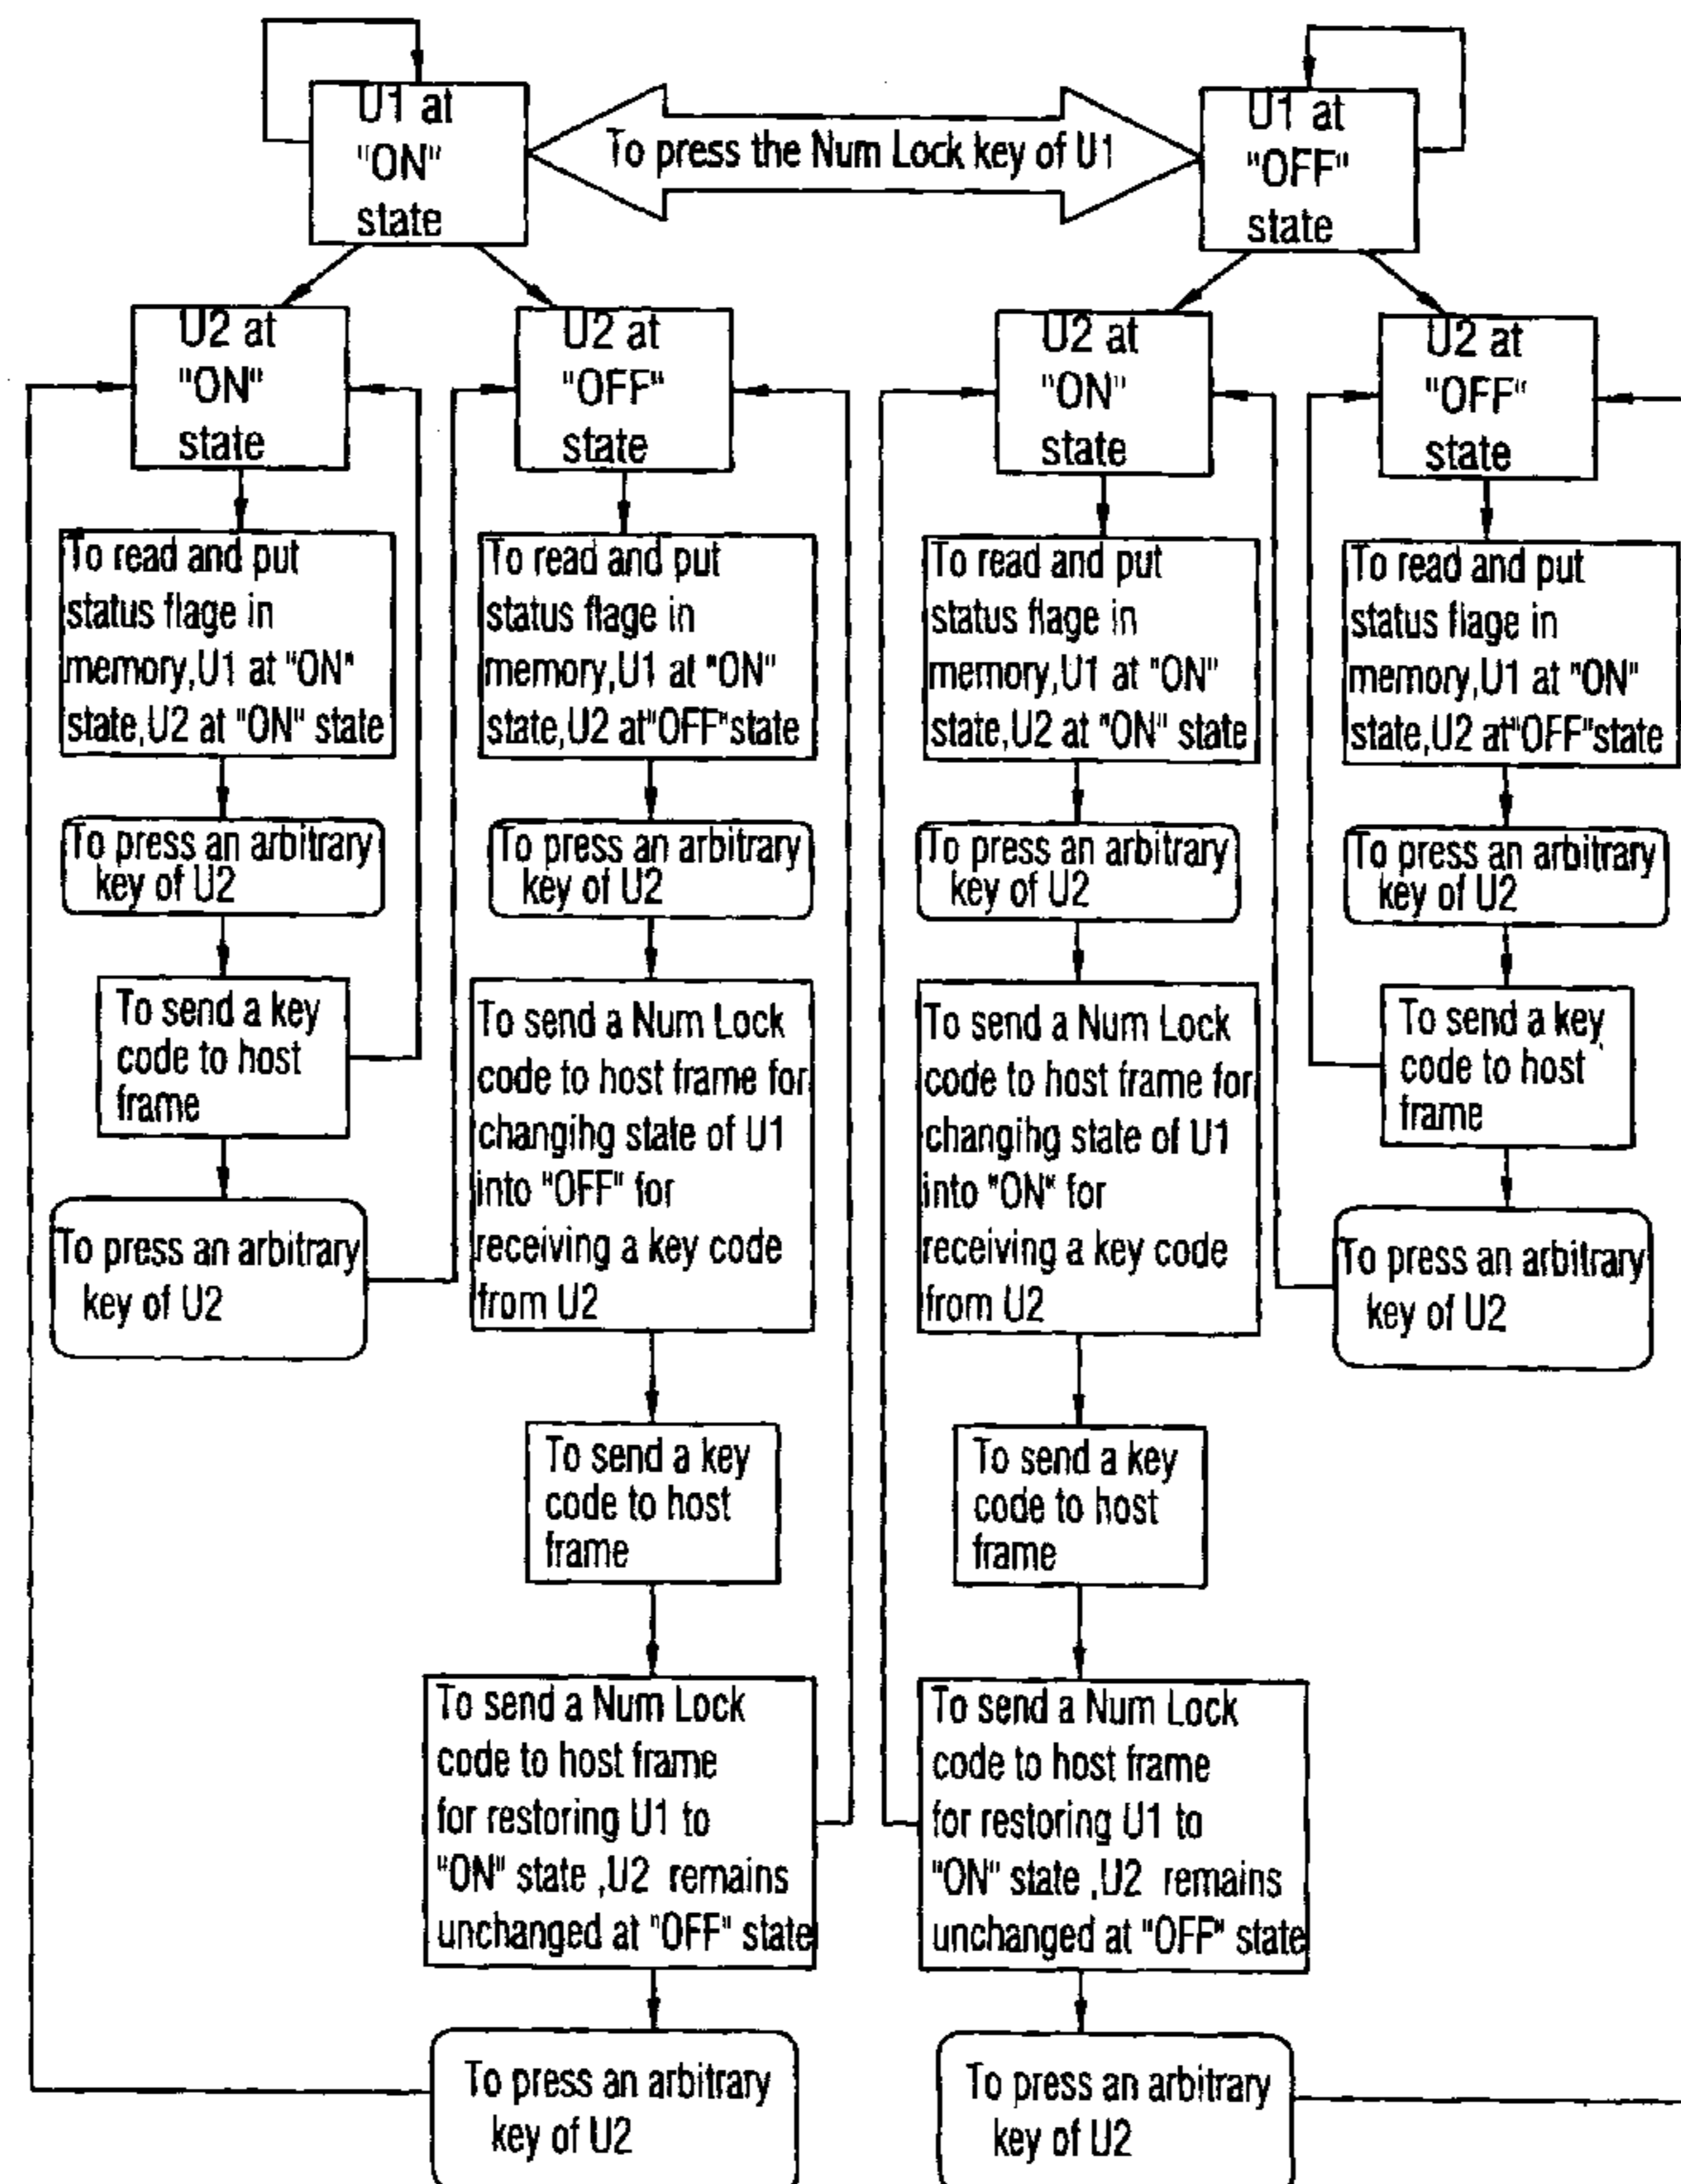 U1 at
"ON"
state
To press the Num Lock key of U1
U1 at
"OFF"
state
U2 at
"ON"
state
U2 at
"OFF"
state
U2 at
"ON"
state
U2 at
"OFF"
state
To read and put
status flage in
memory,U1 at "ON"
state,U2 at "ON" state
To read and put
status flage in
memory,U1 at "ON"
state,U2 at"OFF"state
To read and put
status flage in
memory,U1 at "ON"
state,U2 at "ON" state
To read and put
status flage in
memory,U1 at "ON"
state,U2 at"OFF"state
To press an arbitrary
key of U2
To press an arbitrary
key of U2
To press an arbitrary
key of U2
To press an arbitrary
key of U2
To send a key
code to host
frame
To send a Num Lock
code to host frame for
changihg state of U1
into "OFF" for
receiving a key code
from U2
To send a Num Lock
code to host frame for
changihg state of U1
into "ON" for
receiving a key code
from U2
To send a key
code to host
frame
To press an arbitrary
key of U2
To press an arbitrary
key of U2
To send a key
code to host
frame
To send a key
code to host
frame
To send a Num Lock
code to host frame
for restoring U1 to
"ON" state ,U2 remains
unchanged at "OFF" state
To send a Num Lock
code to host frame
for restoring U1 to
"ON" state ,U2 remains
unchanged at "OFF" state
To press an arbitrary
key of U2
To press an arbitrary
key of U2